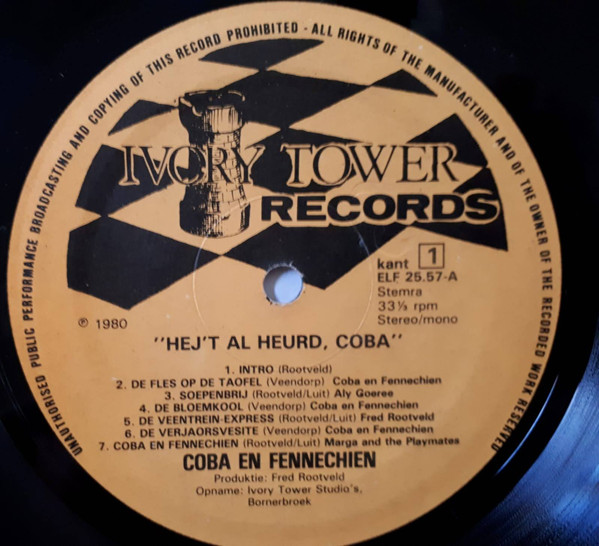 UNAUTHORISED PUBLIC PERFORMANCE BROADCASTING AND COPYING OF THIS RECORD PROHIBITED - ALL RIGHTS OF THE MANUFACTURER AND OF THE OWNER OF THE RECORDED WORK RESERVED
IVORY TOWER
RECORDS
kant 1
ELF 25.57-A
Stemra
33⅓ rpm
Stereo/mono
℗ 1980
"HEJ'T AL HEURD, COBA"
1. INTRO (Rootveld)
2. DE FLES OP DE TAOFEL (Veendorp) Coba en Fennechien
3. SOEPENBRIJ (Rootveld/Luit) Aly Goeree
4. DE BLOEMKOOL (Veendorp) Coba en Fennechien
5. DE VEENTREIN-EXPRESS (Rootveld/Luit) Fred Rootveld
6. DE VERJAORSVESITE (Veendorp) Coba en Fennechien
7. COBA EN FENNECHIEN (Rootveld/Luit) Marga and the Playmates
COBA EN FENNECHIEN
Produktie: Fred Rootveld
Opname: Ivory Tower Studio's,
Bornerbroek